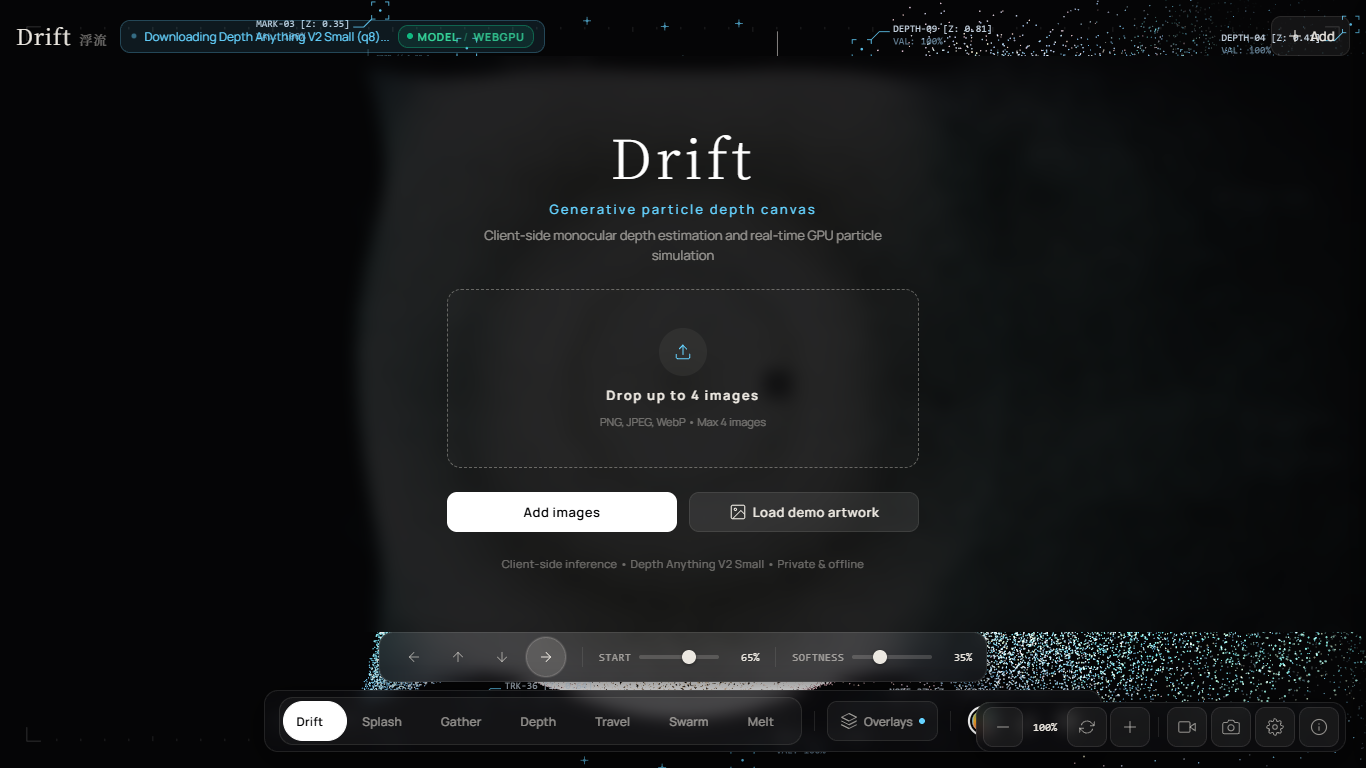 MARK-03 [Z: 0.35]
DEPTH-09 [Z: 0.81]
VAL: 100%
Drift 浮流
Downloading Depth Anything V2 Small (q8)...
MODEL / WEBGPU
DEPTH-04 [Z: 0.42]
VAL: 100%
Add
Drift
Generative particle depth canvas
Client-side monocular depth estimation and real-time GPU particle
simulation
Drop up to 4 images
PNG, JPEG, WebP • Max 4 images
Add images
Load demo artwork
Client-side inference • Depth Anything V2 Small • Private & offline
START 65% SOFTNESS 35%
TRK-36
Drift Splash Gather Depth Travel Swarm Melt Overlays 100%